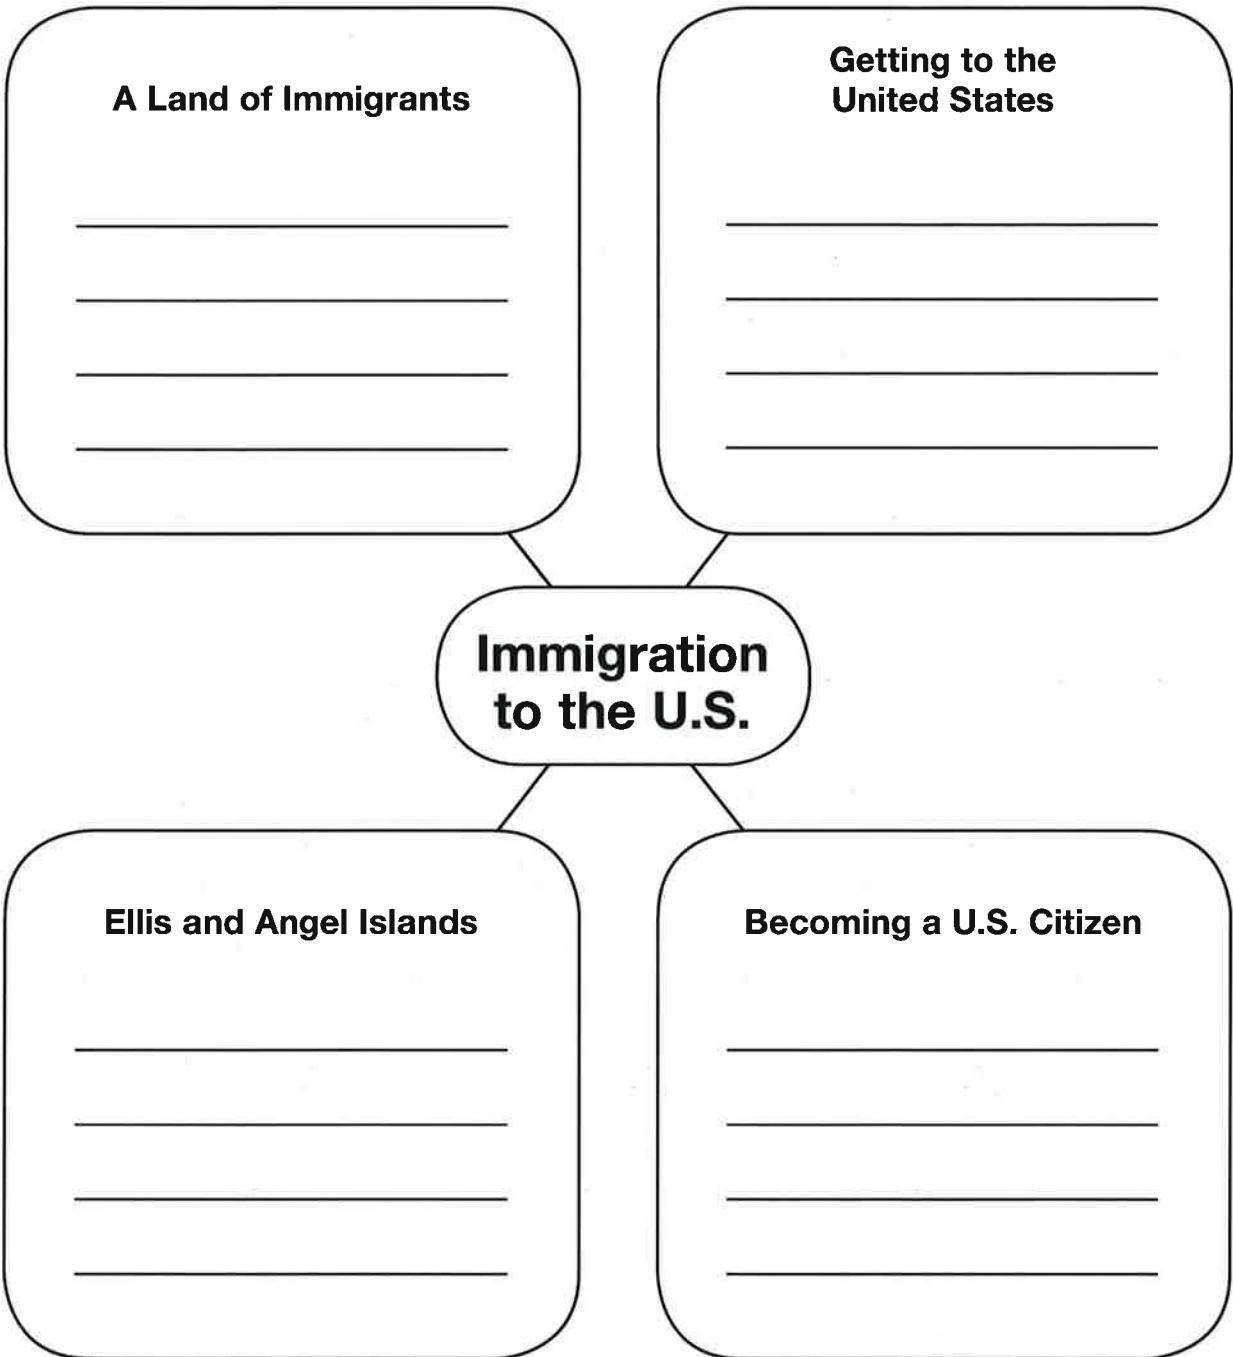 A Land of Immigrants
Getting to the
United States
Immigration
to the U.S.
Ellis and Angel Islands
Becoming a U.S. Citizen